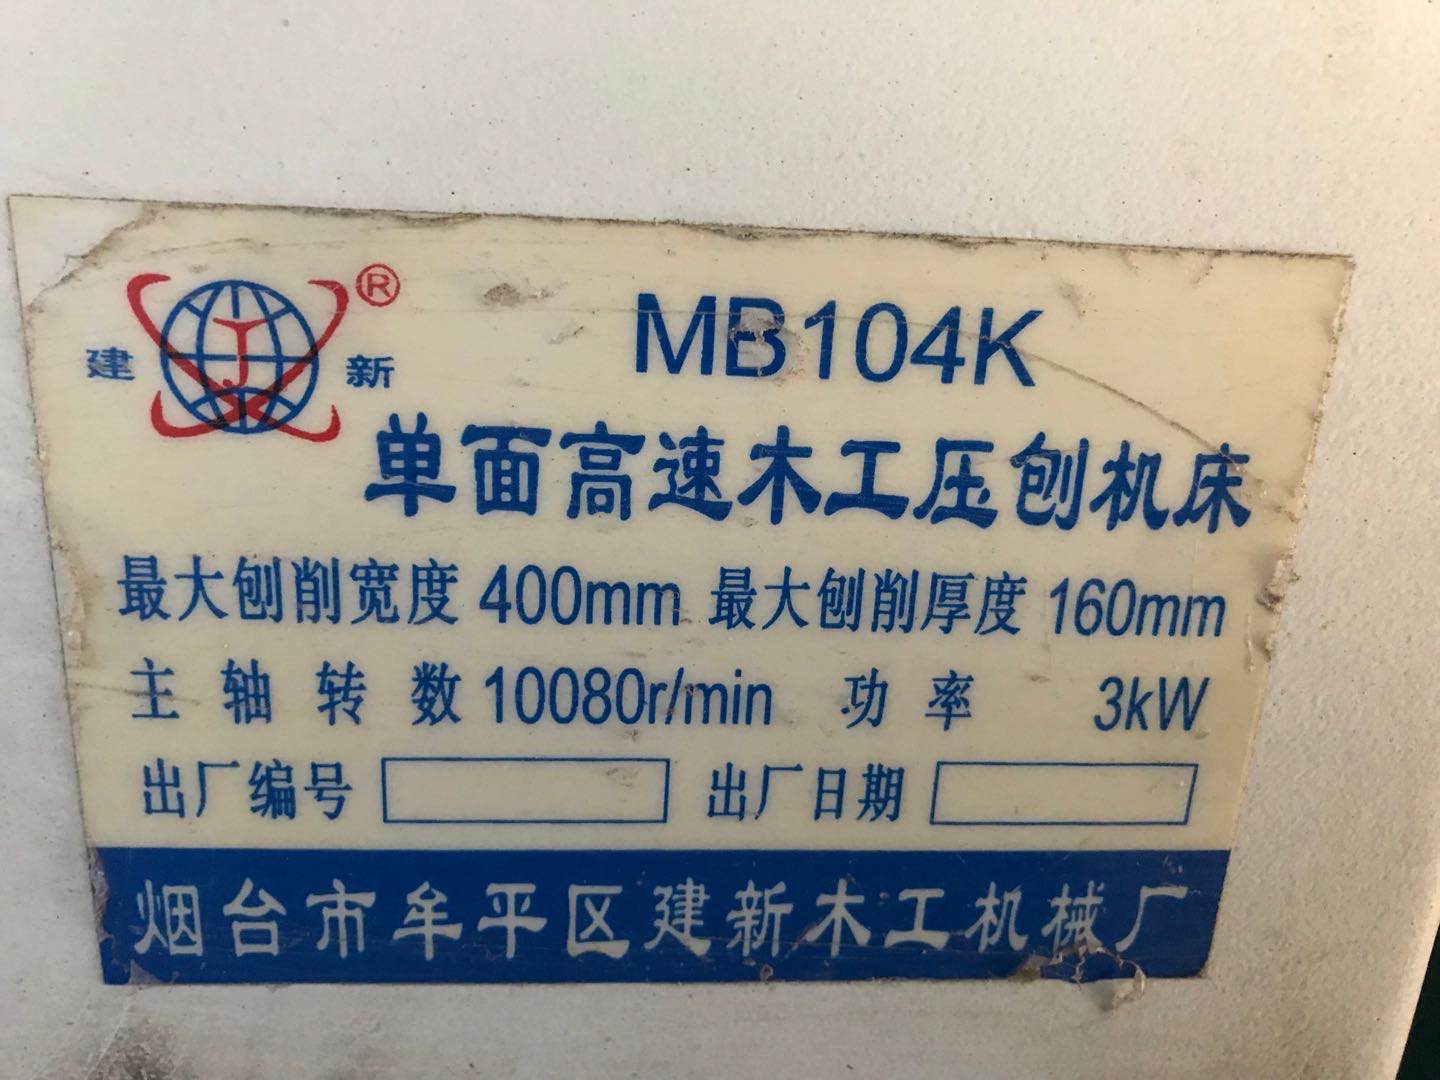 建 J 新 ®
MB104K
单面高速木工压刨机床
最大刨削宽度 400mm 最大刨削厚度 160mm
主轴转数 10080r/min 功率 3kW
出厂编号 出厂日期
烟台市牟平区建新木工机械厂